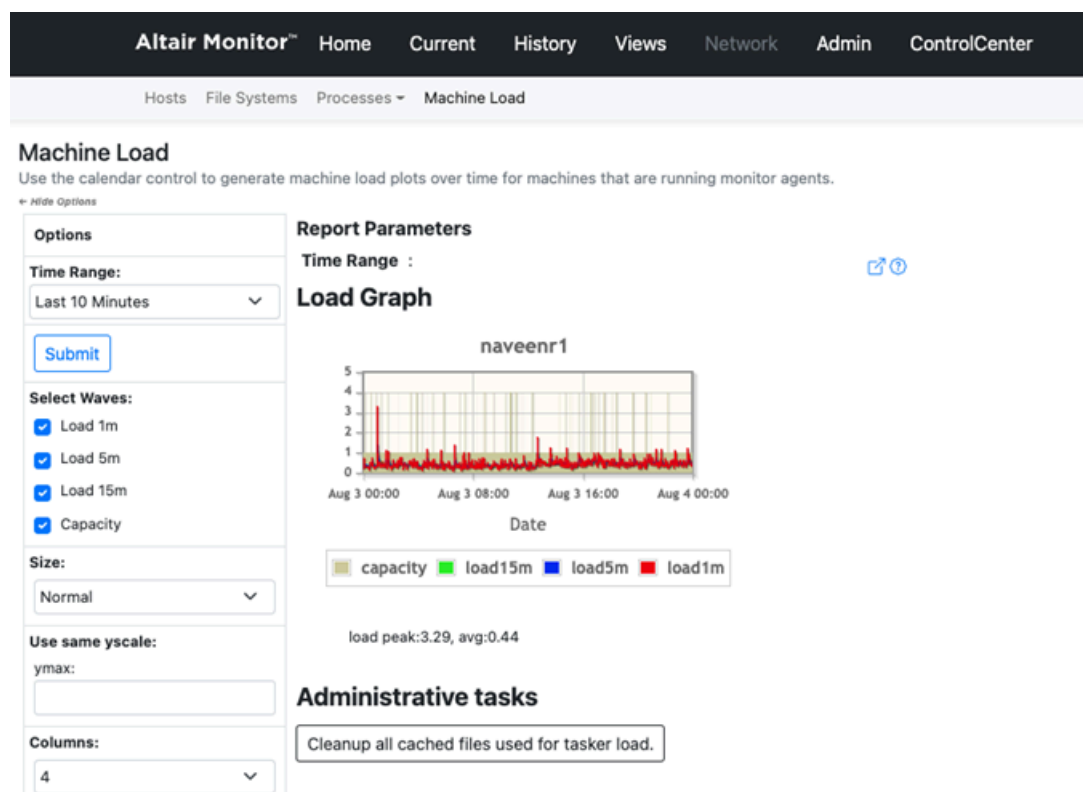 Altair Monitor™ Home Current History Views Network Admin ControlCenter
Hosts File Systems Processes Machine Load
Machine Load
Use the calendar control to generate machine load plots over time for machines that are running monitor agents.
← Hide Options
Options
Time Range:
Last 10 Minutes
Submit
Select Waves:
Load 1m
Load 5m
Load 15m
Capacity
Size:
Normal
Use same yscale:
ymax:
Columns:
4
Report Parameters
Time Range :
Load Graph
naveenr1
5
4
3
2
1
0
Aug 3 00:00 Aug 3 08:00 Aug 3 16:00 Aug 4 00:00
Date
capacity load15m load5m load1m
load peak:3.29, avg:0.44
Administrative tasks
Cleanup all cached files used for tasker load.